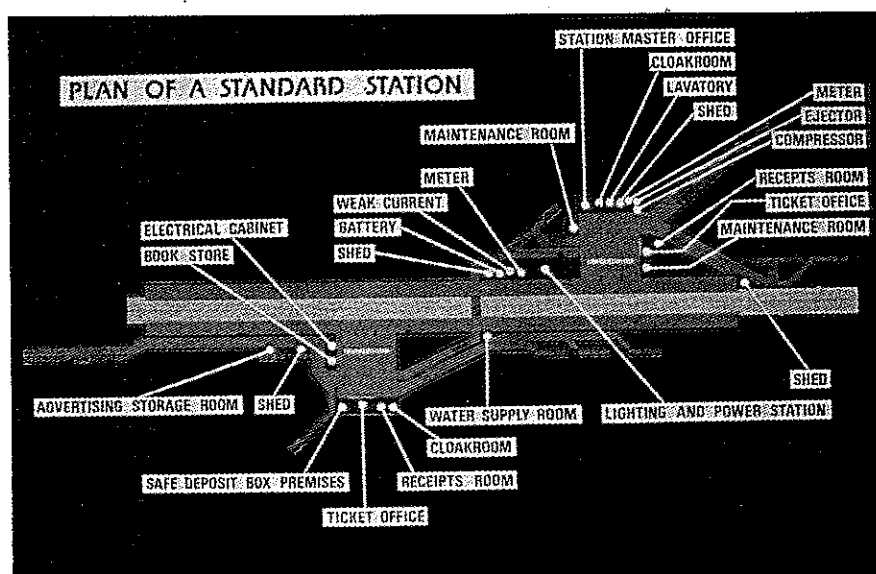 PLAN OF A STANDARD STATION
STATION MASTER OFFICE
CLOAKROOM
LAVATORY
SHED
METER
EJECTOR
COMPRESSOR
MAINTENANCE ROOM
METER
WEAK CURRENT
BATTERY
SHED
RECEPTS ROOM
TICKET OFFICE
MAINTENANCE ROOM
ELECTRICAL CABINET
BOOK STORE
ADVERTISING STORAGE ROOM
SHED
WATER SUPPLY ROOM
LIGHTING AND POWER STATION
SHED
CLOAKROOM
SAFE DEPOSIT BOX PREMISES
RECEIPTS ROOM
TICKET OFFICE